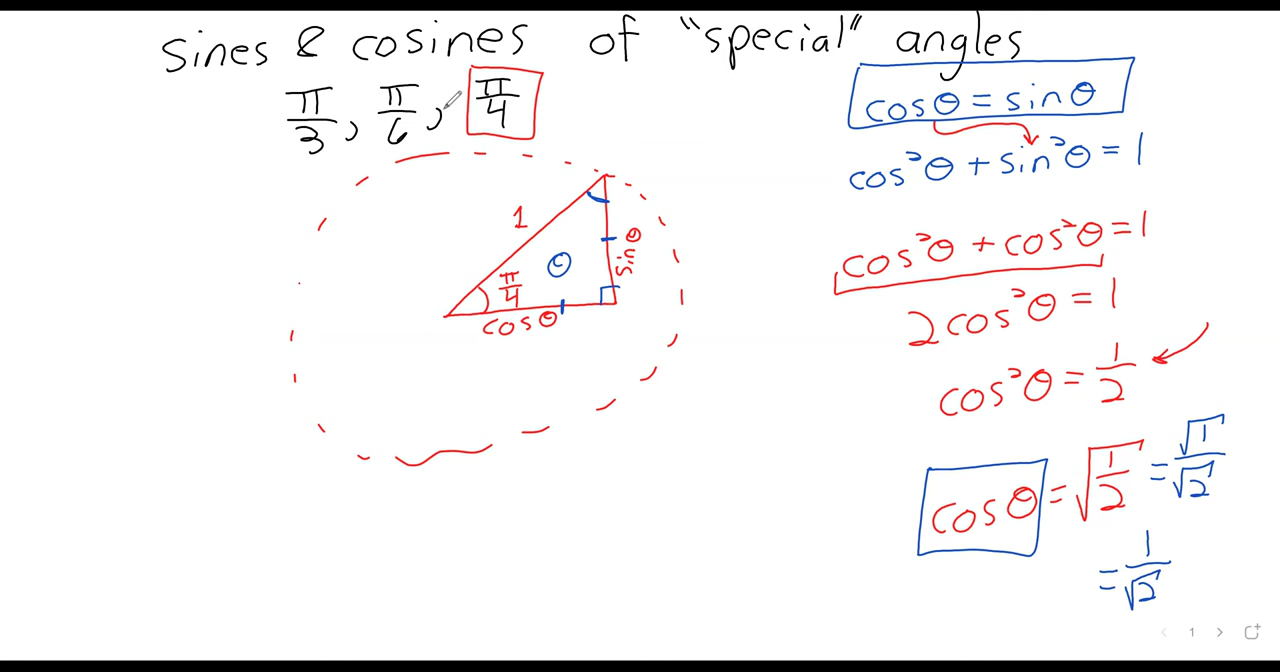 Sines & cosines of "special" angles
π/3, π/6, π/4
1
θ
π/4
sinθ
cosθ
cosθ = sinθ
cos²θ + sin²θ = 1
cos²θ + cos²θ = 1
2cos²θ = 1
cos²θ = 1/2
cosθ = √(1/2) = √1/√2
= 1/√2
1